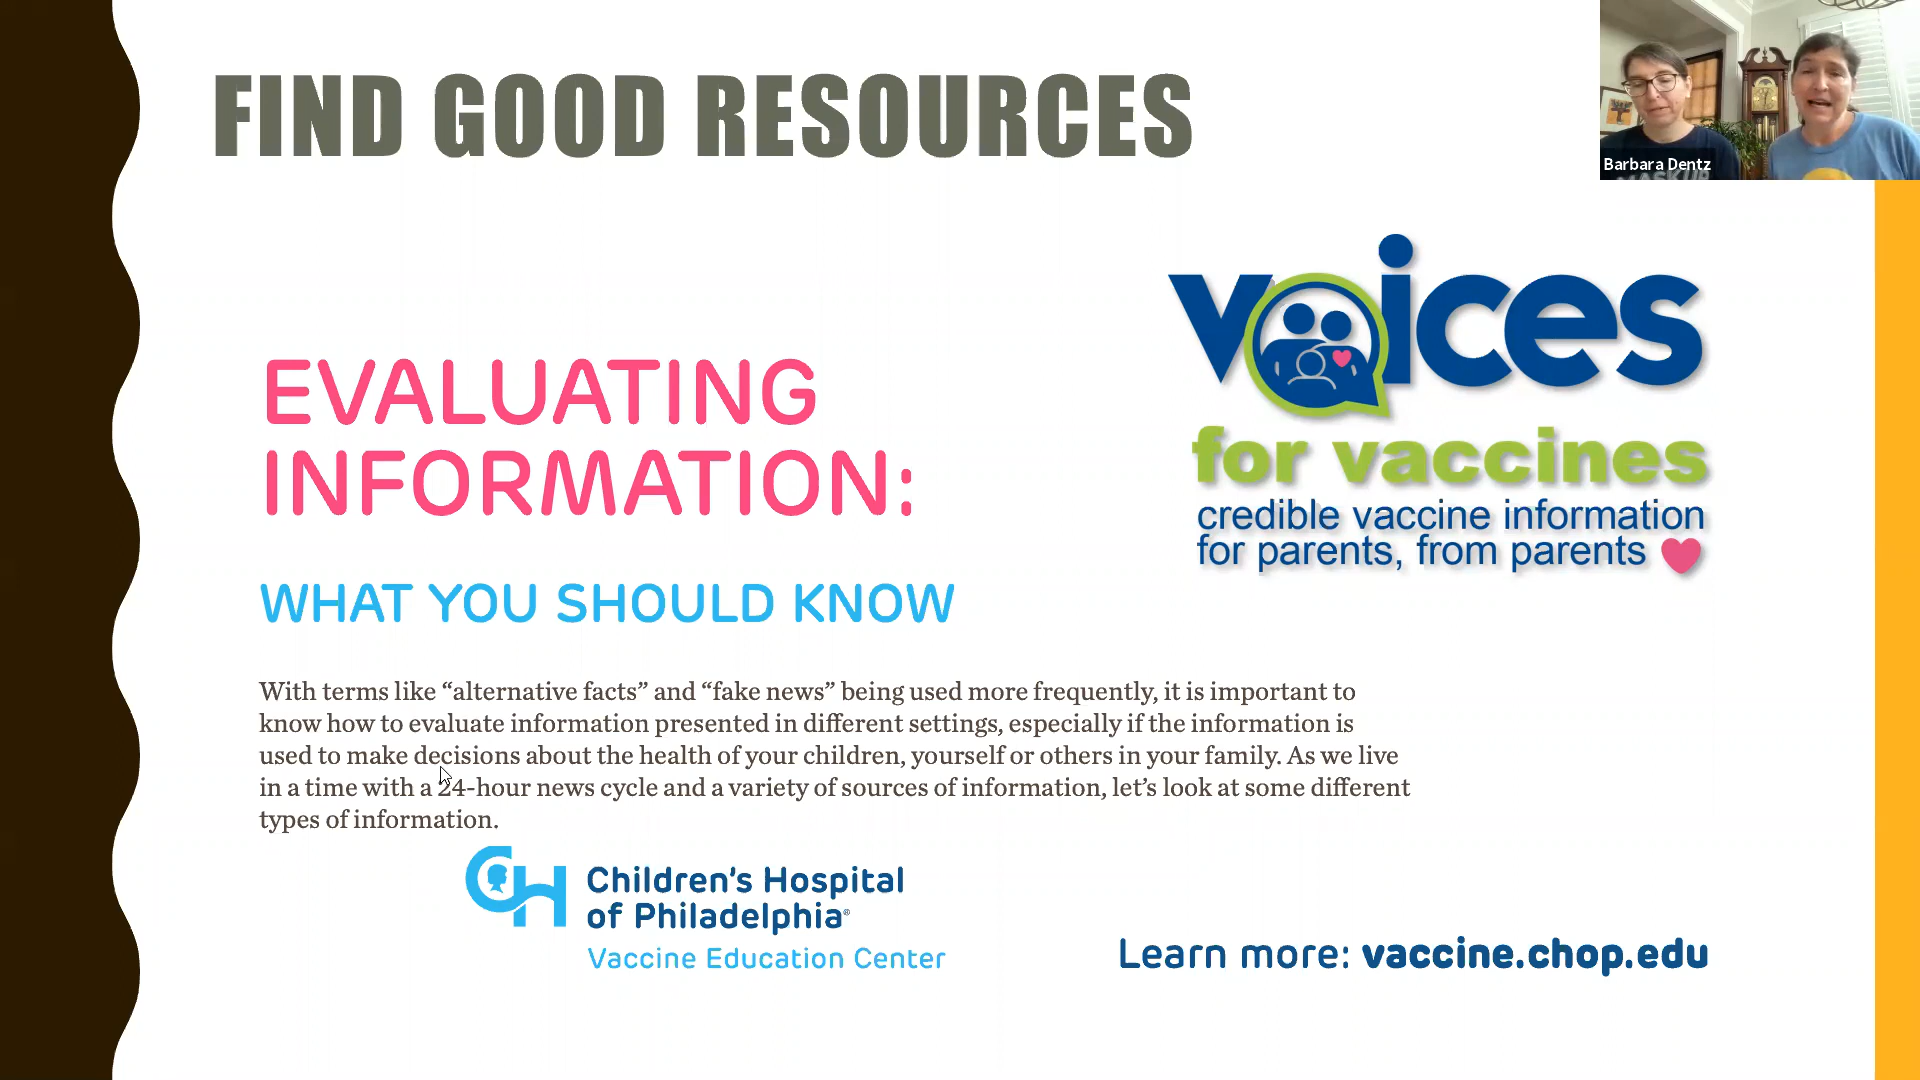 FIND GOOD RESOURCES
Barbara Dentz
voices
for vaccines
credible vaccine information
for parents, from parents
EVALUATING
INFORMATION:
WHAT YOU SHOULD KNOW
With terms like “alternative facts” and “fake news” being used more frequently, it is important to
know how to evaluate information presented in different settings, especially if the information is
used to make decisions about the health of your children, yourself or others in your family. As we live
in a time with a 24-hour news cycle and a variety of sources of information, let’s look at some different
types of information.
CH
Children’s Hospital
of Philadelphia®
Vaccine Education Center
Learn more: vaccine.chop.edu